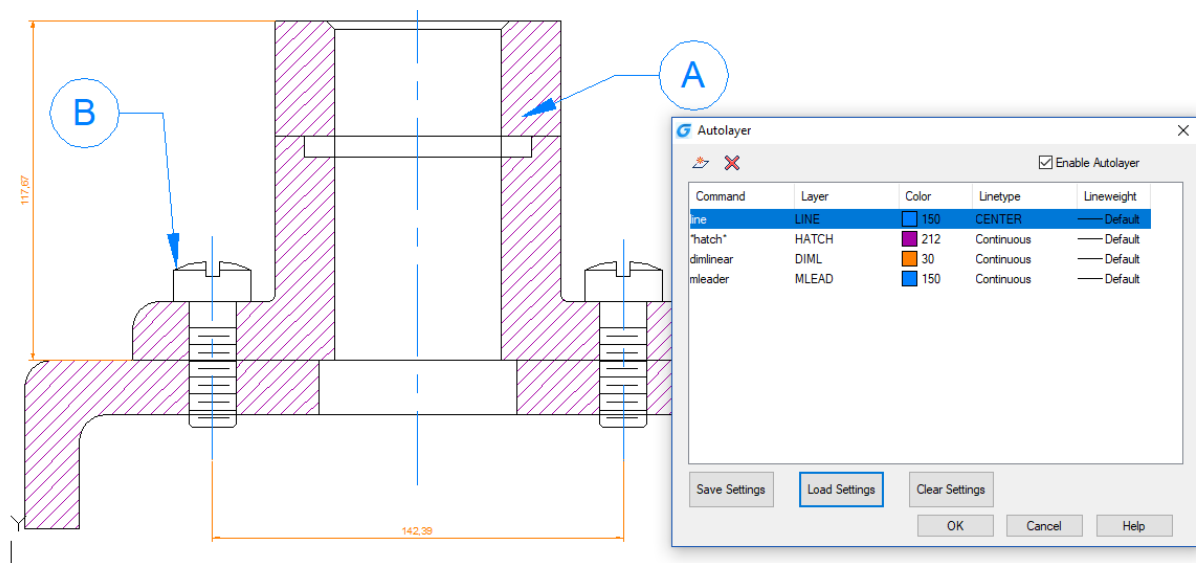 A
B
117,67
142,39
Y
Autolayer
Enable Autolayer
Command Layer Color Linetype Lineweight
line LINE 150 CENTER Default
*hatch* HATCH 212 Continuous Default
dimlinear DIML 30 Continuous Default
mleader MLEAD 150 Continuous Default
Save Settings Load Settings Clear Settings
OK Cancel Help